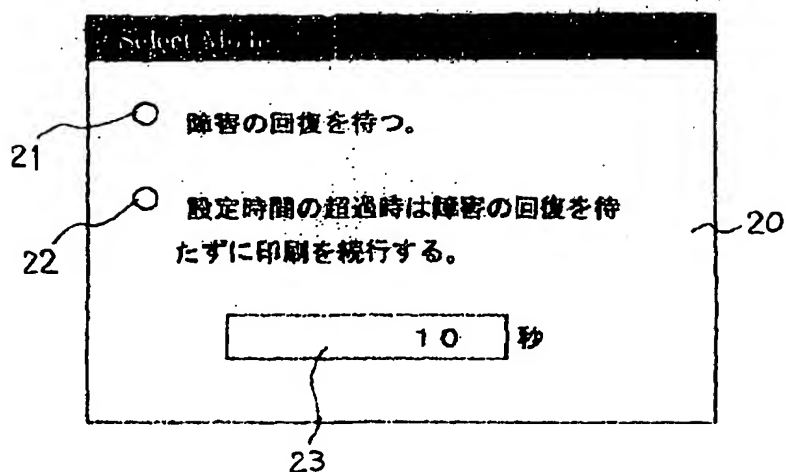 Select Mode
21
障害の回復を待つ。
22
設定時間の超過時は障害の回復を待
たずに印刷を続行する。
20
10 秒
23